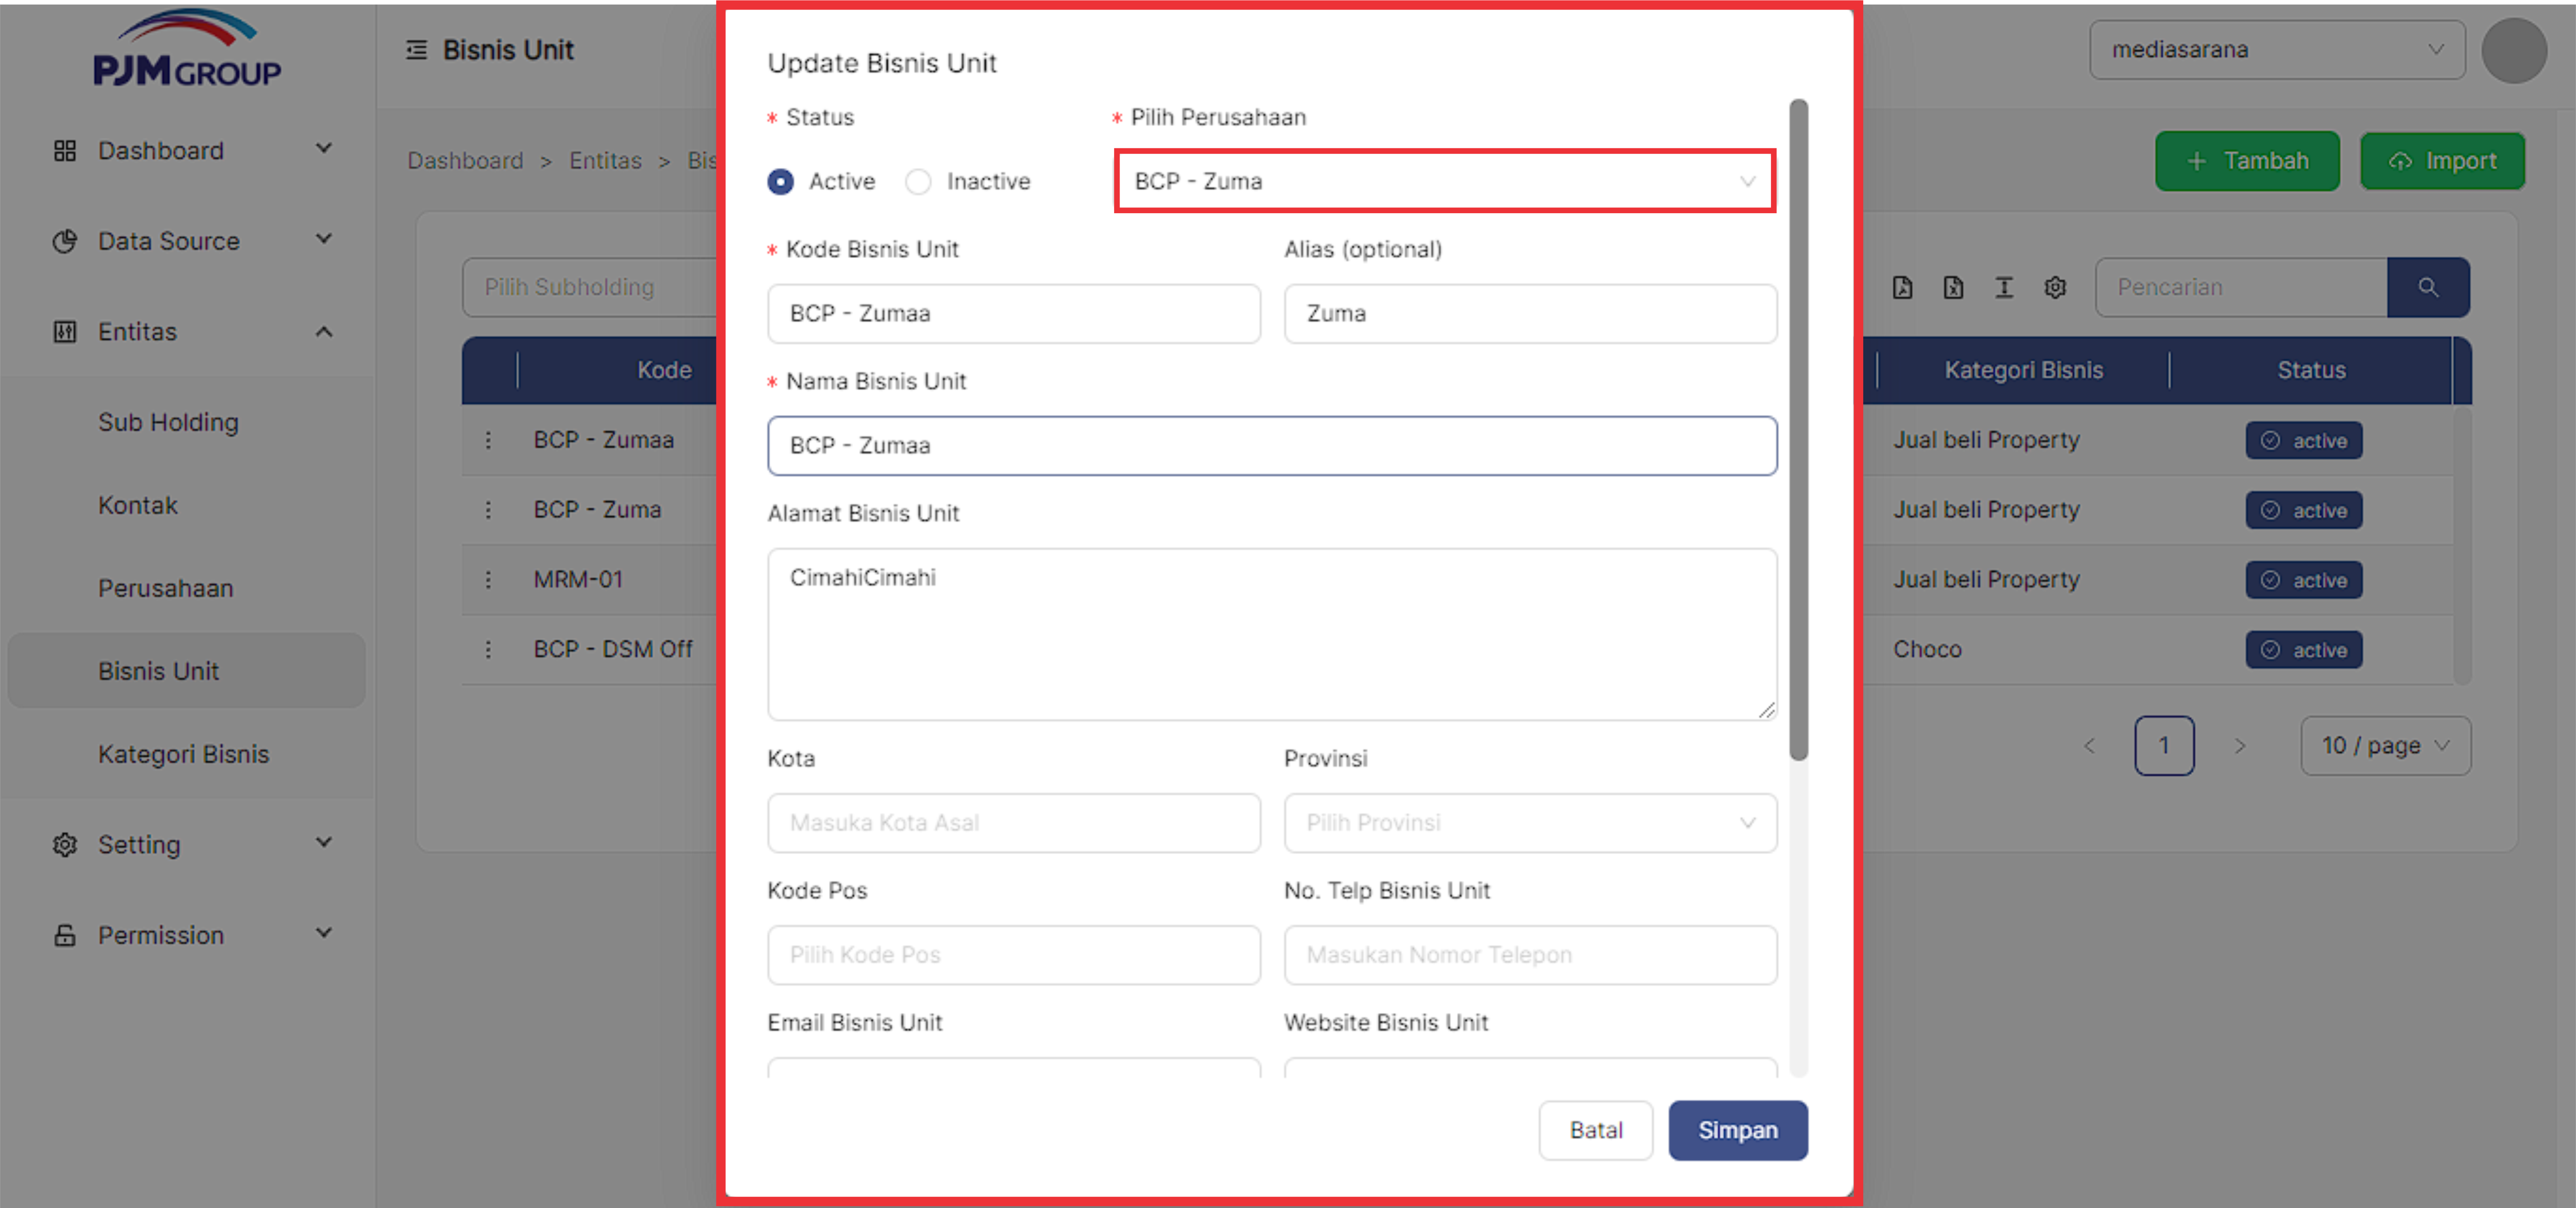 PJM GROUP
Bisnis Unit
mediasarana
Dashboard
Data Source
Entitas
Sub Holding
Kontak
Perusahaan
Bisnis Unit
Kategori Bisnis
Setting
Permission
Dashboard > Entitas > Bis
+ Tambah
Import
Pilih Subholding
Pencarian
Kode
Kategori Bisnis
Status
BCP - Zumaa
Jual beli Property
active
BCP - Zuma
Jual beli Property
active
MRM-01
Jual beli Property
active
BCP - DSM Off
Choco
active
< 1 >
10 / page
Update Bisnis Unit
* Status
* Pilih Perusahaan
Active
Inactive
BCP - Zuma
* Kode Bisnis Unit
Alias (optional)
BCP - Zumaa
Zuma
* Nama Bisnis Unit
BCP - Zumaa
Alamat Bisnis Unit
CimahiCimahi
Kota
Provinsi
Masuka Kota Asal
Pilih Provinsi
Kode Pos
No. Telp Bisnis Unit
Pilih Kode Pos
Masukan Nomor Telepon
Email Bisnis Unit
Website Bisnis Unit
Batal
Simpan